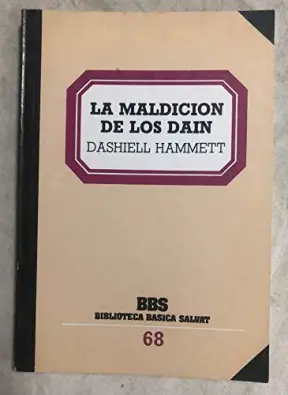 LA MALDICION
DE LOS DAIN
DASHIELL HAMMETT
BBS
BIBLIOTECA BASICA SALVAT
68